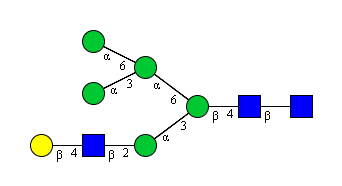 α 6
α 3 α
6 β 4 β
3
β 4 β 2 α